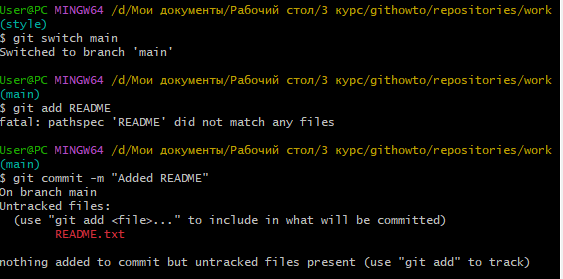 User@PC MINGW64 /d/Мои документы/Рабочий стол/3 курс/githowto/repositories/work
(style)
$ git switch main
Switched to branch 'main'
User@PC MINGW64 /d/Мои документы/Рабочий стол/3 курс/githowto/repositories/work
(main)
$ git add README
fatal: pathspec 'README' did not match any files
User@PC MINGW64 /d/Мои документы/Рабочий стол/3 курс/githowto/repositories/work
(main)
$ git commit -m "Added README"
On branch main
Untracked files:
  (use "git add <file>..." to include in what will be committed)
        README.txt
nothing added to commit but untracked files present (use "git add" to track)